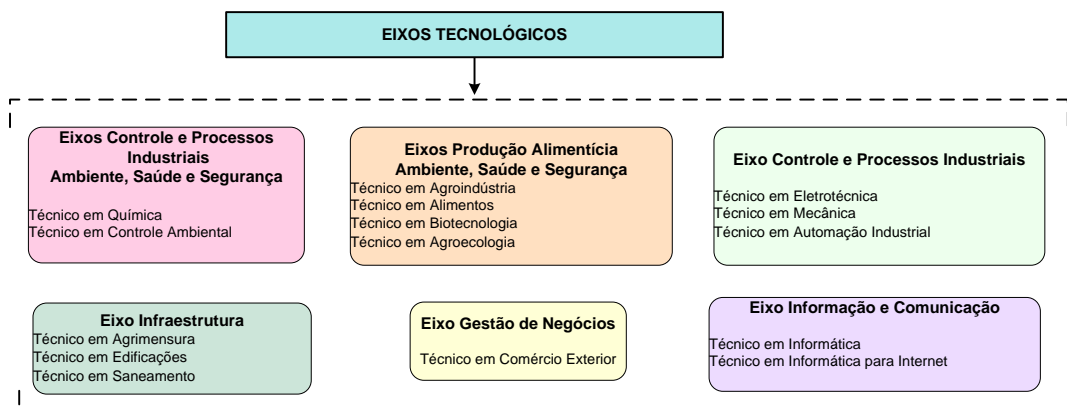 EIXOS TECNOLÓGICOS
Eixos Controle e Processos
Industriais
Ambiente, Saúde e Segurança
Técnico em Química
Técnico em Controle Ambiental
Eixos Produção Alimentícia
Ambiente, Saúde e Segurança
Técnico em Agroindústria
Técnico em Alimentos
Técnico em Biotecnologia
Técnico em Agroecologia
Eixo Controle e Processos Industriais
Técnico em Eletrotécnica
Técnico em Mecânica
Técnico em Automação Industrial
Eixo Infraestrutura
Técnico em Agrimensura
Técnico em Edificações
Técnico em Saneamento
Eixo Gestão de Negócios
Técnico em Comércio Exterior
Eixo Informação e Comunicação
Técnico em Informática
Técnico em Informática para Internet